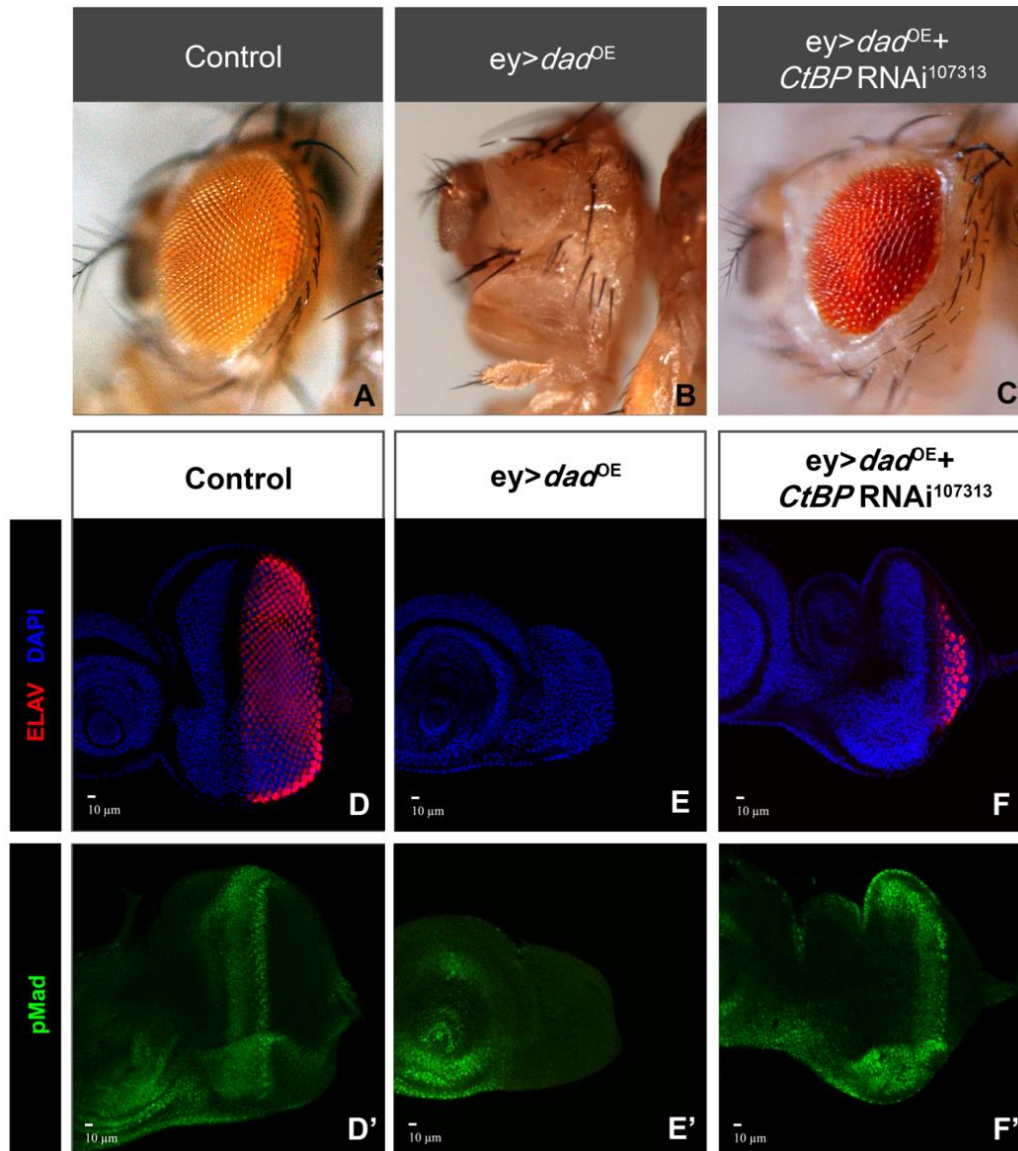 Control
ey>dadOE
ey>dadOE+
CtBP RNAi107313
A
B
C
Control
ey>dadOE
ey>dadOE+
CtBP RNAi107313
ELAV DAPI
10 µm
D
10 µm
E
10 µm
F
pMad
10 µm
D’
10 µm
E’
10 µm
F’